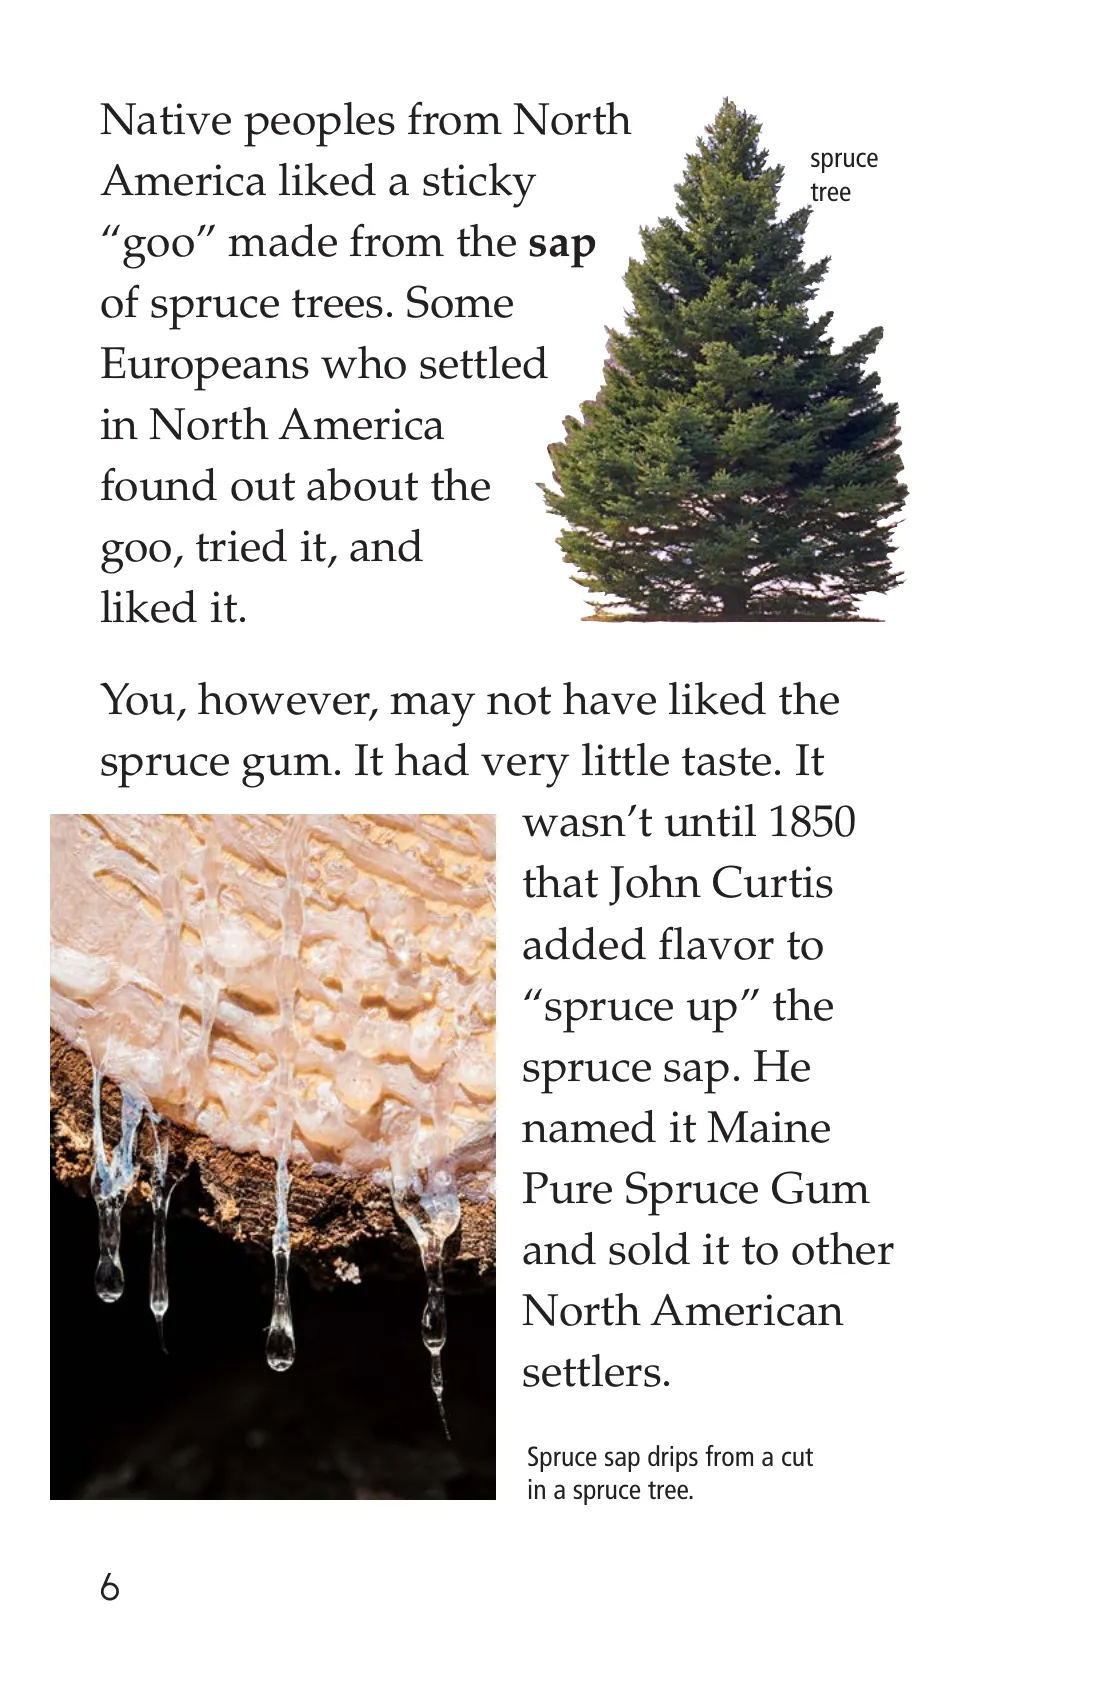 Native peoples from North
America liked a sticky
“goo” made from the sap
of spruce trees. Some
Europeans who settled
in North America
found out about the
goo, tried it, and
liked it.
spruce
tree
You, however, may not have liked the
spruce gum. It had very little taste. It
wasn’t until 1850
that John Curtis
added flavor to
“spruce up” the
spruce sap. He
named it Maine
Pure Spruce Gum
and sold it to other
North American
settlers.
Spruce sap drips from a cut
in a spruce tree.
6